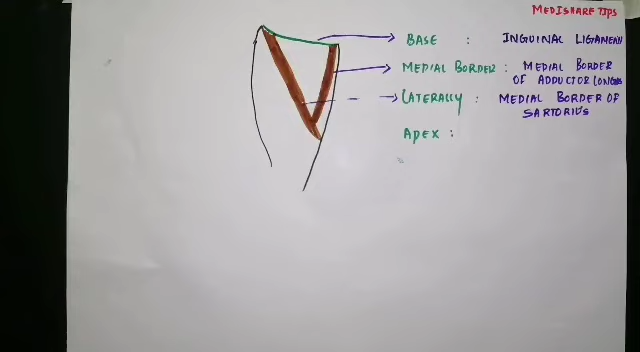 MEDISHARE TIPS
BASE : INGUINAL LIGAMENT
MEDIAL BORDER : MEDIAL BORDER
OF ADDUCTOR LONGUS
LATERALLY : MEDIAL BORDER OF
SARTORIUS
APEX :